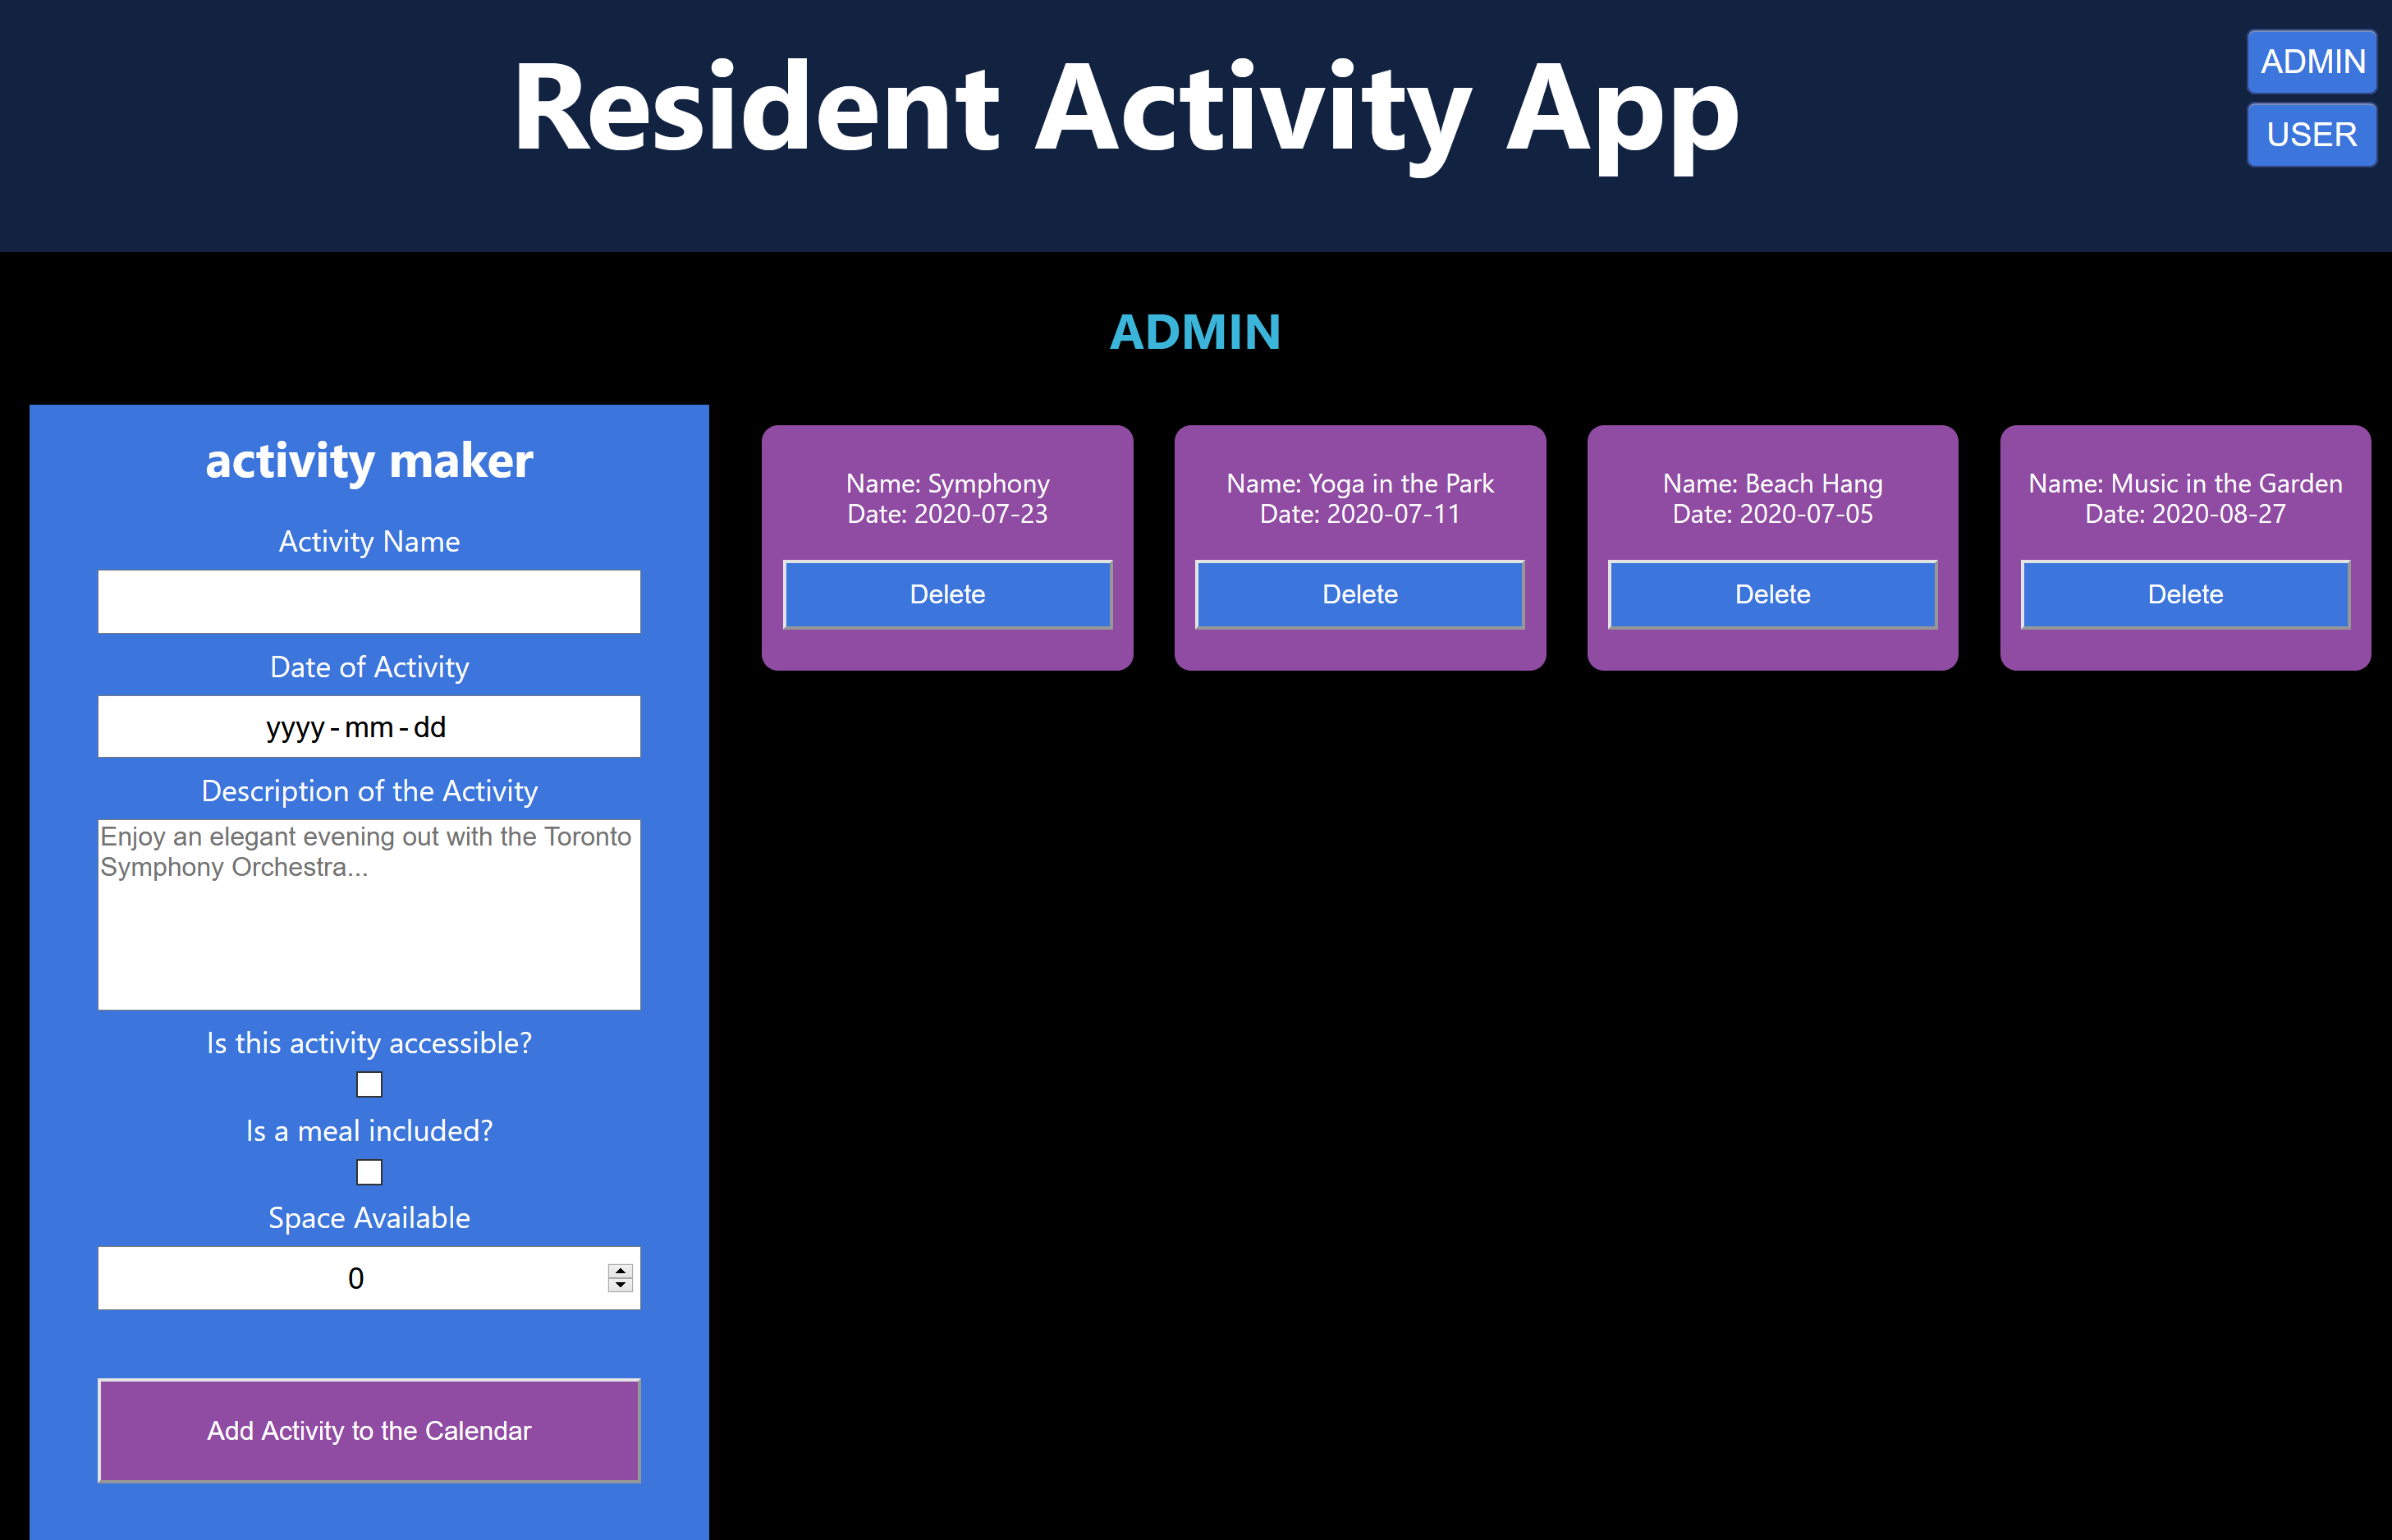 Resident Activity App
ADMIN
USER
ADMIN
activity maker
Activity Name
Date of Activity
yyyy-mm-dd
Description of the Activity
Enjoy an elegant evening out with the Toronto
Symphony Orchestra...
Is this activity accessible?
Is a meal included?
Space Available
0
Add Activity to the Calendar
Name: Symphony
Date: 2020-07-23
Delete
Name: Yoga in the Park
Date: 2020-07-11
Delete
Name: Beach Hang
Date: 2020-07-05
Delete
Name: Music in the Garden
Date: 2020-08-27
Delete